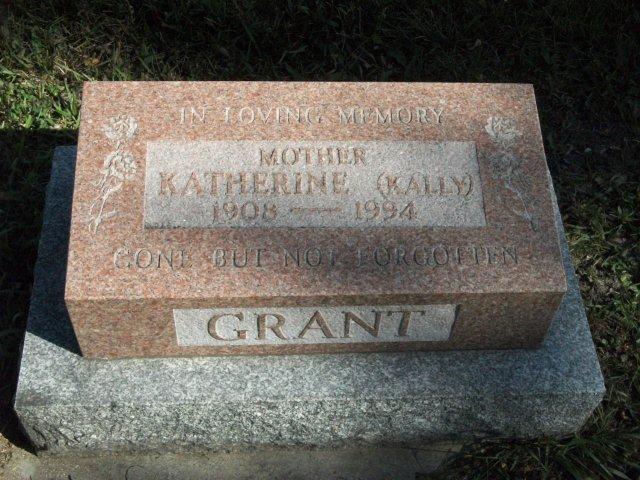 IN LOVING MEMORY
MOTHER
KATHERINE (KALLY)
1908 — 1994
GONE BUT NOT FORGOTTEN
GRANT